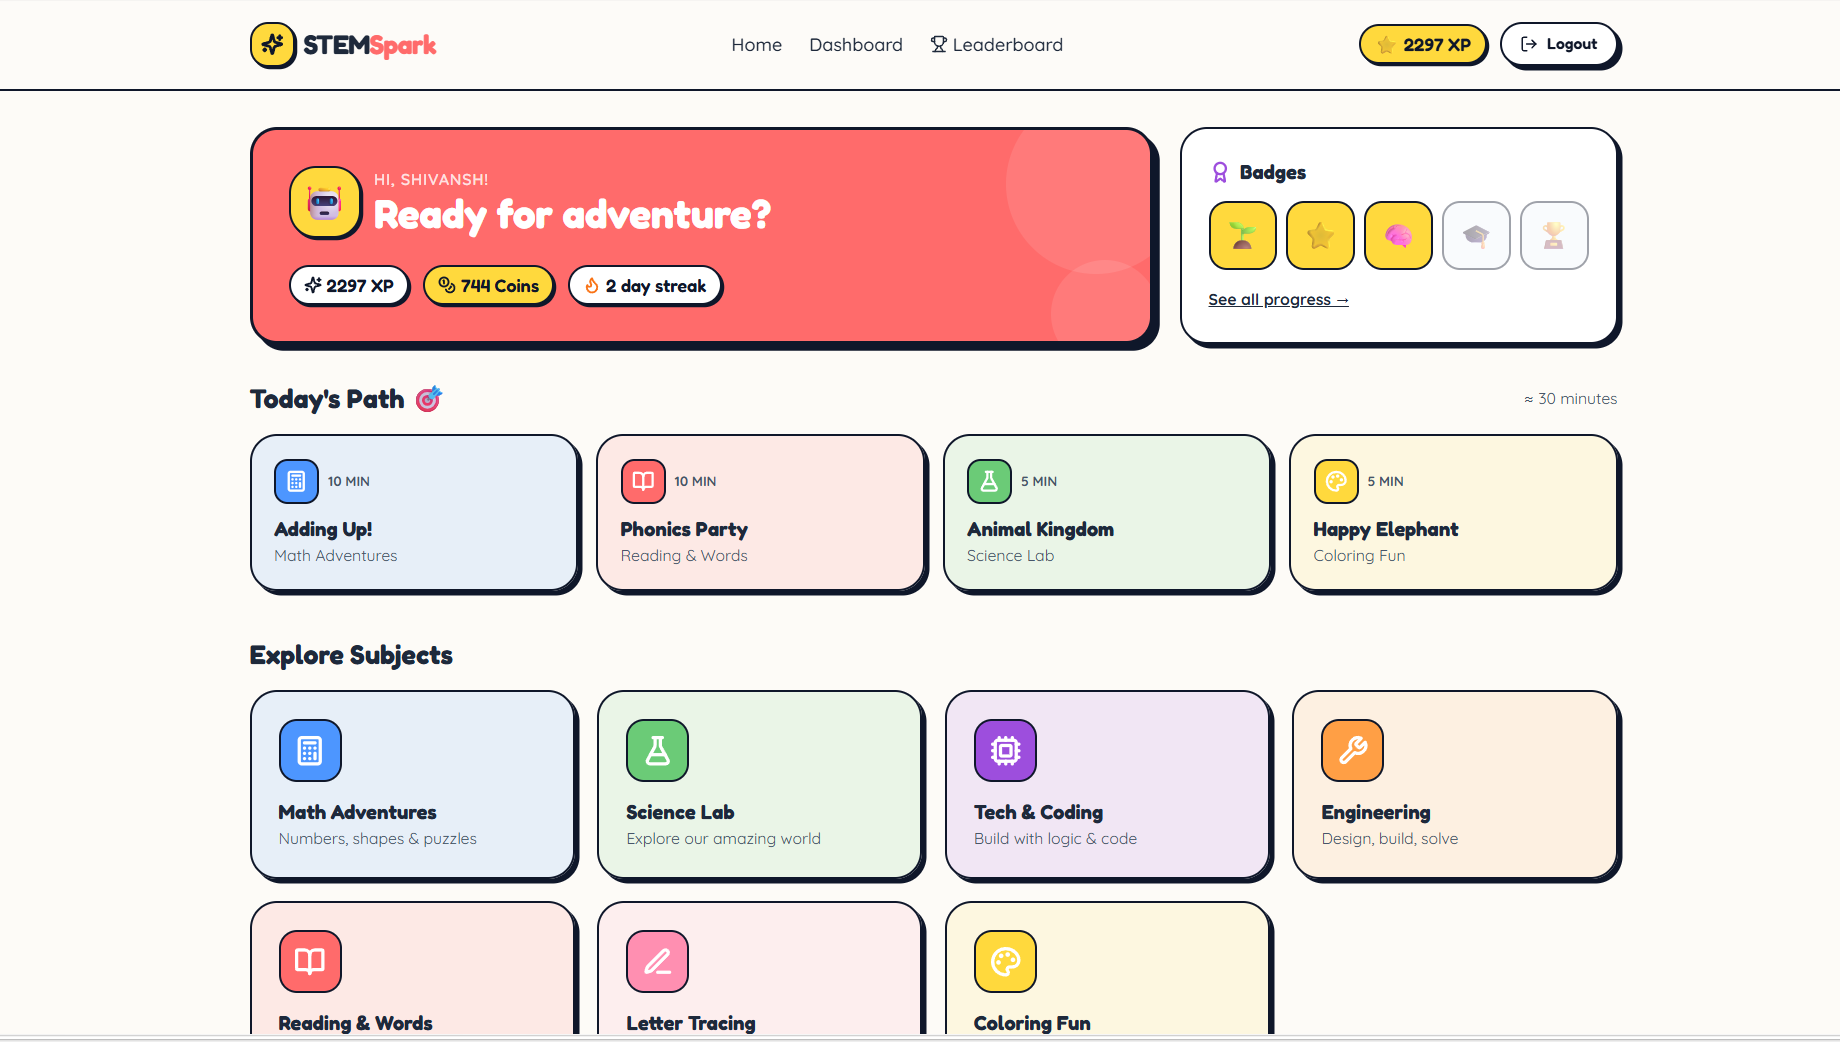 STEMSpark
Home
Dashboard
Leaderboard
2297 XP
Logout
HI, SHIVANSH!
Ready for adventure?
2297 XP
744 Coins
2 day streak
Badges
See all progress →
Today's Path
≈ 30 minutes
10 MIN
Adding Up!
Math Adventures
10 MIN
Phonics Party
Reading & Words
5 MIN
Animal Kingdom
Science Lab
5 MIN
Happy Elephant
Coloring Fun
Explore Subjects
Math Adventures
Numbers, shapes & puzzles
Science Lab
Explore our amazing world
Tech & Coding
Build with logic & code
Engineering
Design, build, solve
Reading & Words
Letter Tracing
Coloring Fun